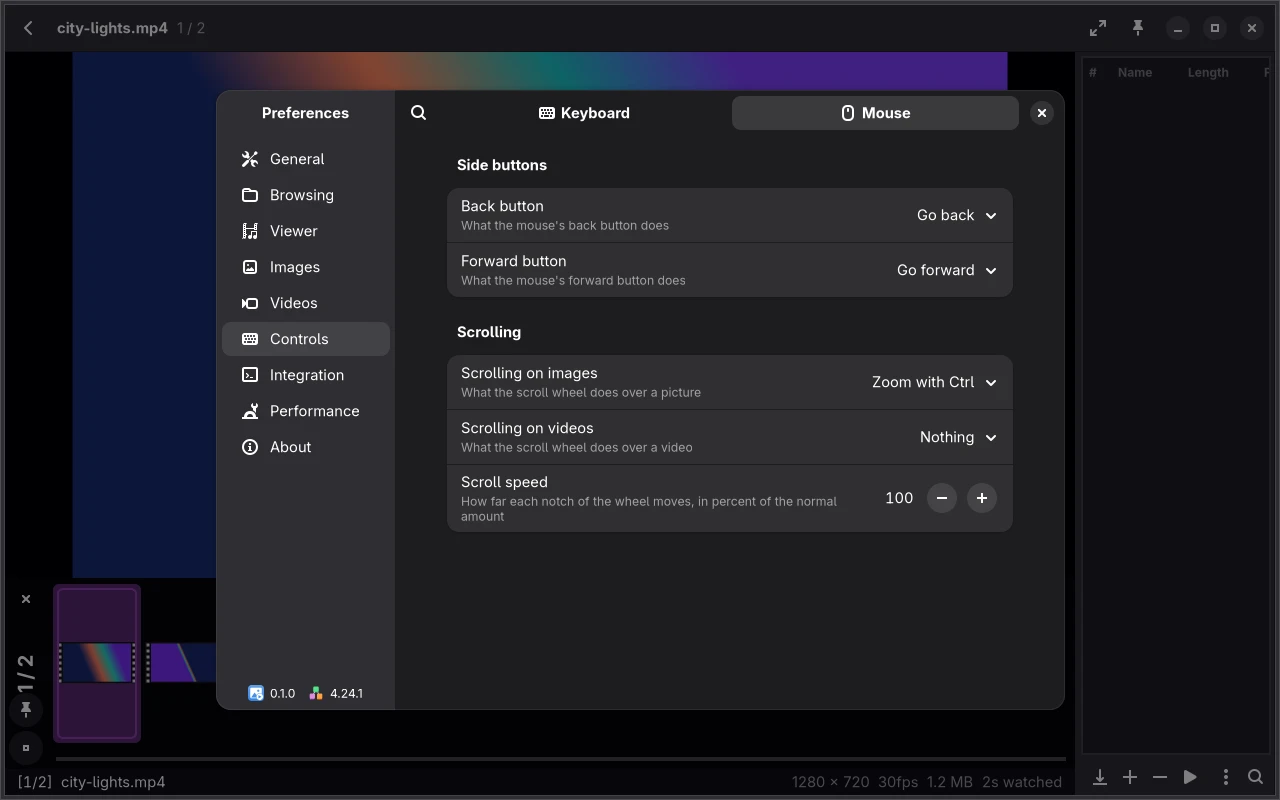 city-lights.mp4 1 / 2
# Name Length
Preferences
Keyboard
Mouse
General
Browsing
Viewer
Images
Videos
Controls
Integration
Performance
About
Side buttons
Back button
What the mouse's back button does
Go back
Forward button
What the mouse's forward button does
Go forward
Scrolling
Scrolling on images
What the scroll wheel does over a picture
Zoom with Ctrl
Scrolling on videos
What the scroll wheel does over a video
Nothing
Scroll speed
How far each notch of the wheel moves, in percent of the normal
amount
100
0.1.0 4.24.1
1 / 2
[1/2] city-lights.mp4
1280 × 720 30fps 1.2 MB 2s watched